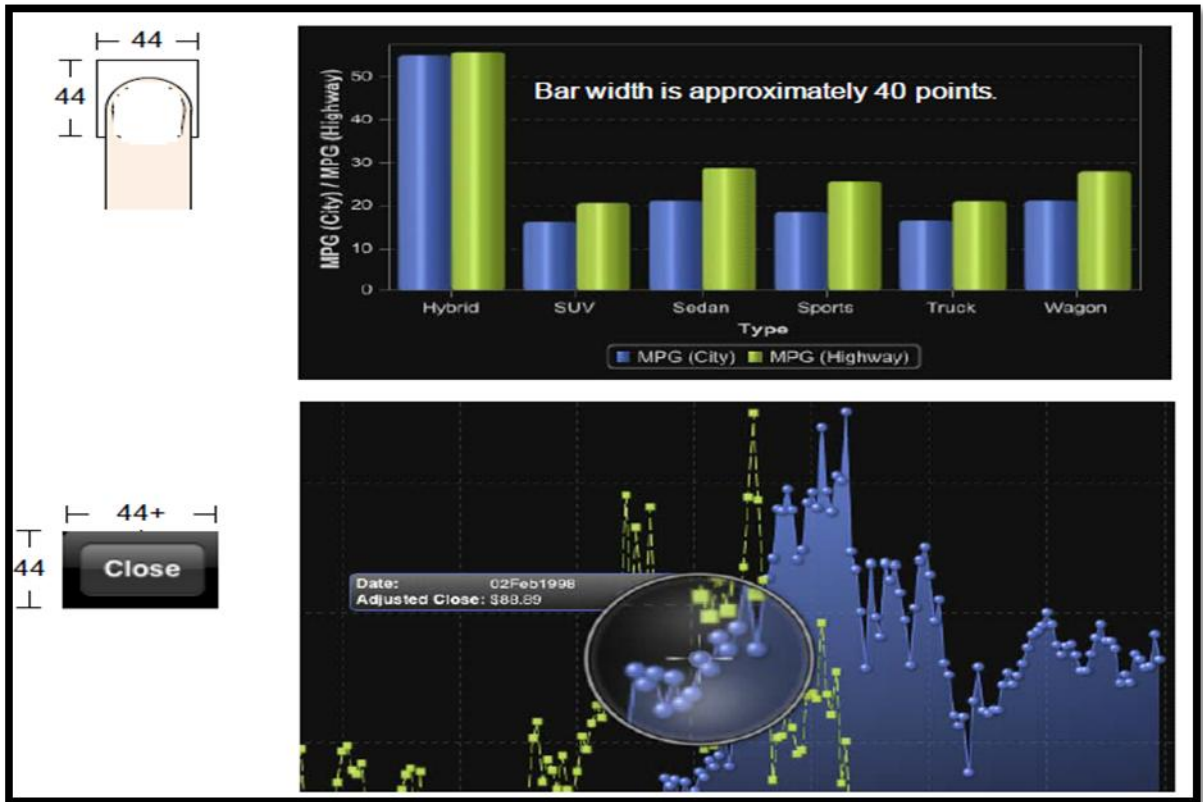 44
44
MPG (City) / MPG (Highway)
50
40
30
20
10
0
Bar width is approximately 40 points.
Hybrid SUV Sedan Sports Truck Wagon
Type
MPG (City) MPG (Highway)
44+
44
Close
Date: 02Feb1998
Adjusted Close: $88.89